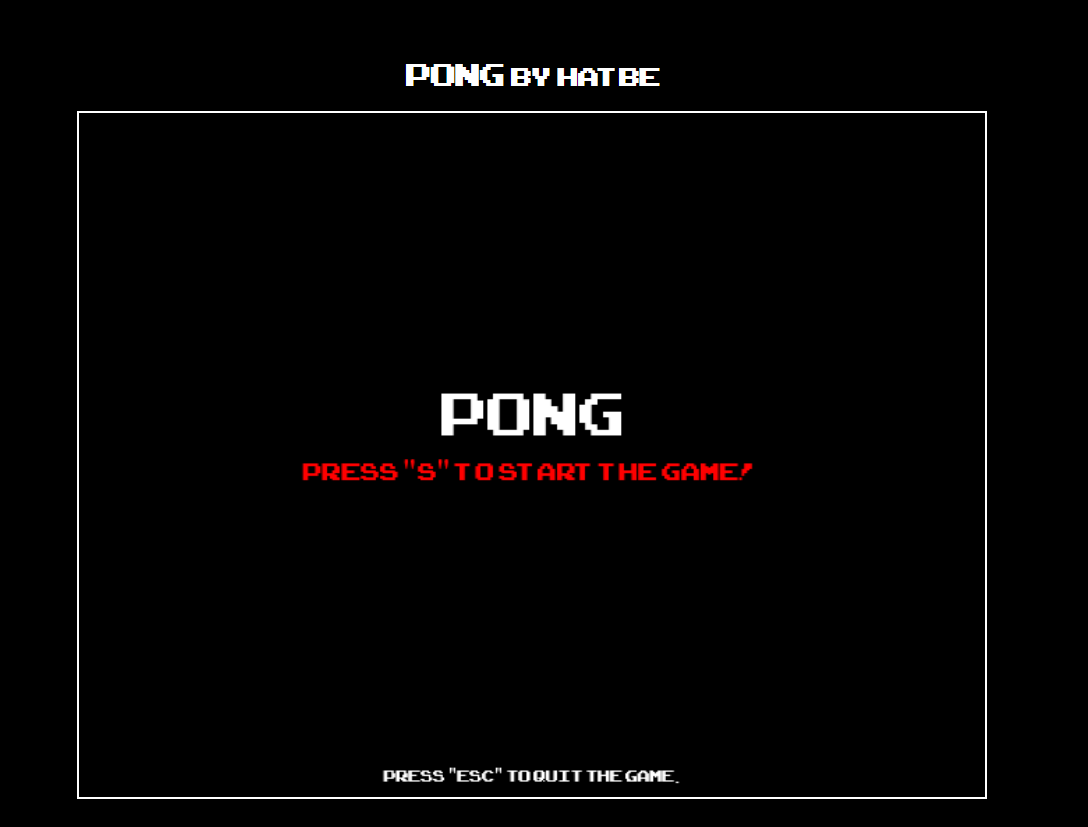 PONG BY HATBE
PONG
PRESS "S" TO START THE GAME!
PRESS "ESC" TO QUIT THE GAME.